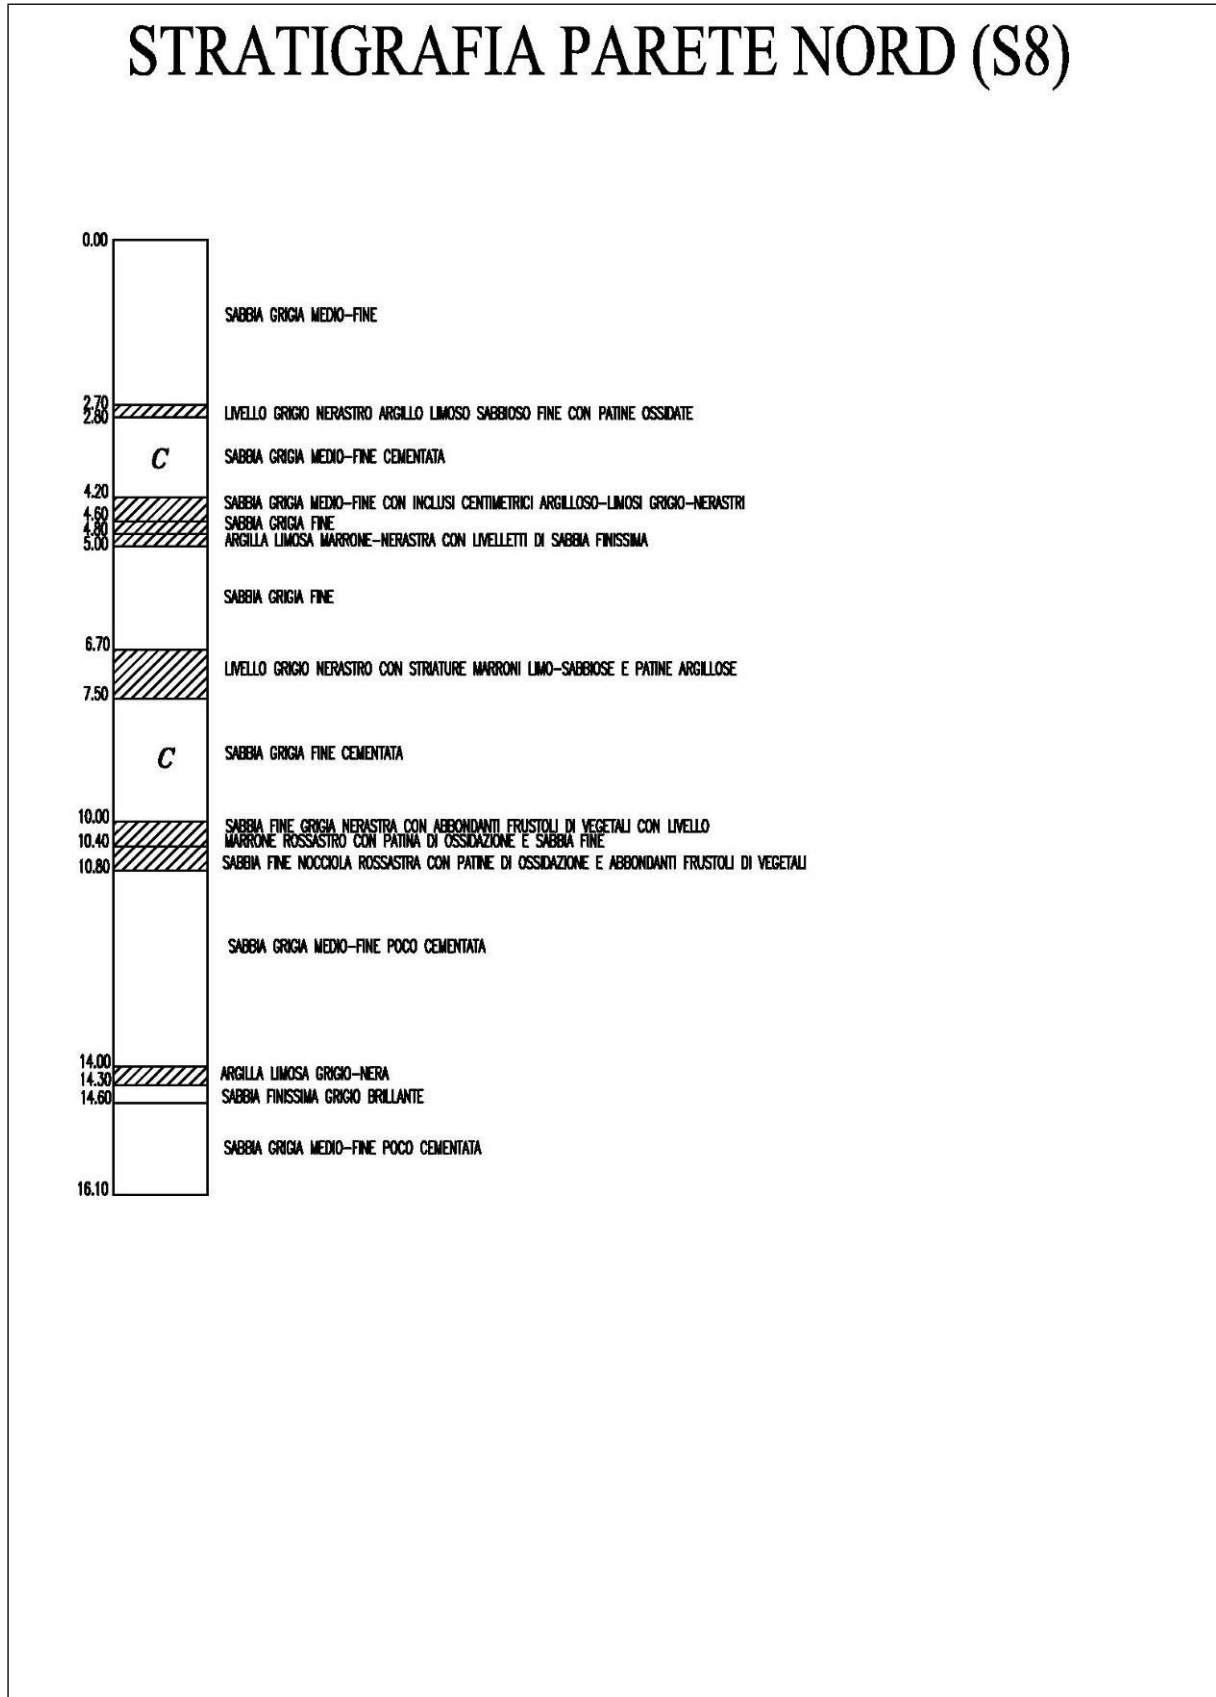 STRATIGRAFIA PARETE NORD (S8)
0.00
SABBIA GRIGIA MEDIO-FINE
2.70
2.80
LIVELLO GRIGIO NERASTRO ARGILLO LIMOSO SABBIOSO FINE CON PATINE OSSIDATE
C
SABBIA GRIGIA MEDIO-FINE CEMENTATA
4.20
SABBIA GRIGIA MEDIO-FINE CON INCLUSI CENTIMETRICI ARGILLOSO-LIMOSI GRIGIO-NERASTRI
4.60
SABBIA GRIGIA FINE
4.80
ARGILLA LIMOSA MARRONE-NERASTRA CON LIVELLETTI DI SABBIA FINISSIMA
5.00
SABBIA GRIGIA FINE
6.70
LIVELLO GRIGIO NERASTRO CON STRIATURE MARRONI LIMO-SABBIOSE E PATINE ARGILLOSE
7.50
C
SABBIA GRIGIA FINE CEMENTATA
10.00
SABBIA FINE GRIGIA NERASTRA CON ABBONDANTI FRUSTOLI DI VEGETALI CON LIVELLO
10.40
MARRONE ROSSASTRO CON PATINA DI OSSIDAZIONE E SABBIA FINE
10.80
SABBIA FINE NOCCIOLA ROSSASTRA CON PATINE DI OSSIDAZIONE E ABBONDANTI FRUSTOLI DI VEGETALI
SABBIA GRIGIA MEDIO-FINE POCO CEMENTATA
14.00
ARGILLA LIMOSA GRIGIO-NERA
14.30
14.60
SABBIA FINISSIMA GRIGIO BRILLANTE
SABBIA GRIGIA MEDIO-FINE POCO CEMENTATA
16.10